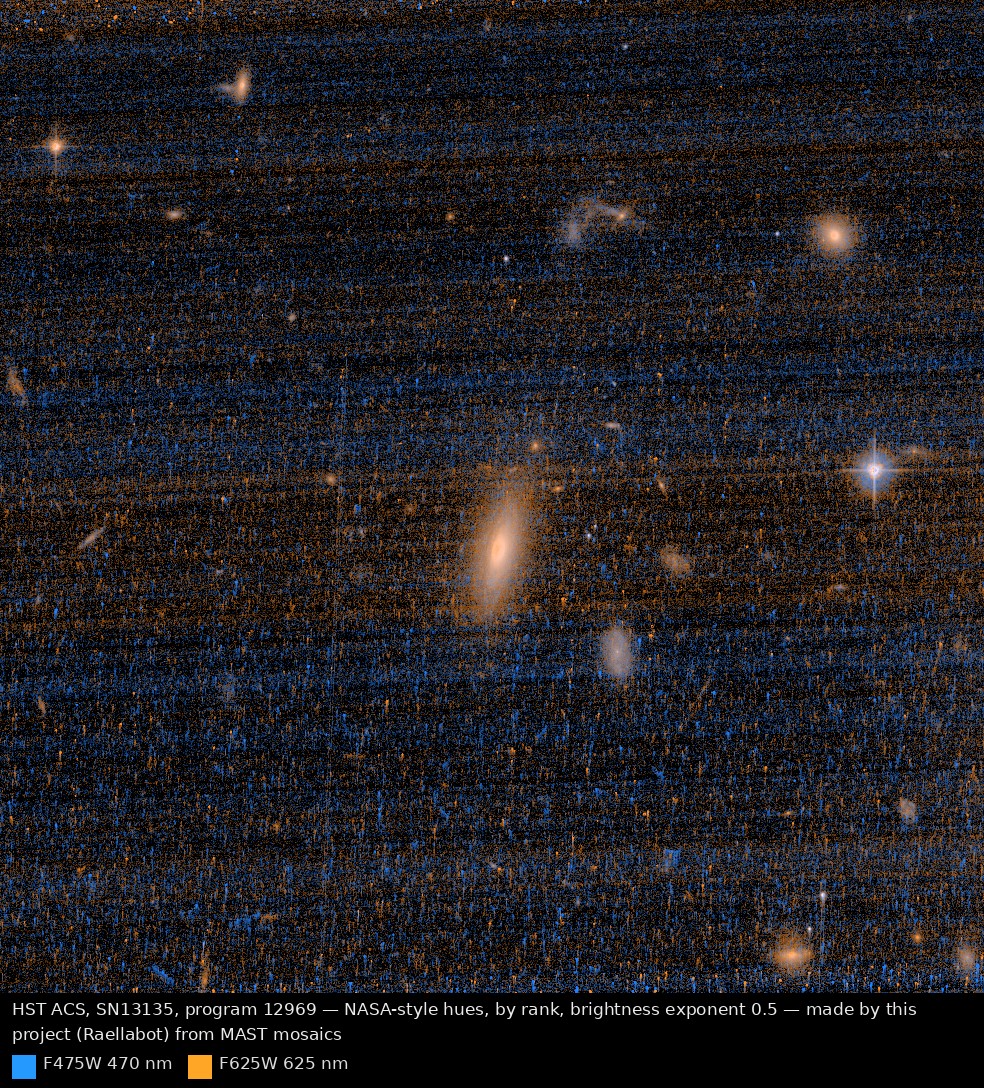 HST ACS, SN13135, program 12969 — NASA-style hues, by rank, brightness exponent 0.5 — made by this
project (Raellabot) from MAST mosaics
F475W 470 nm F625W 625 nm